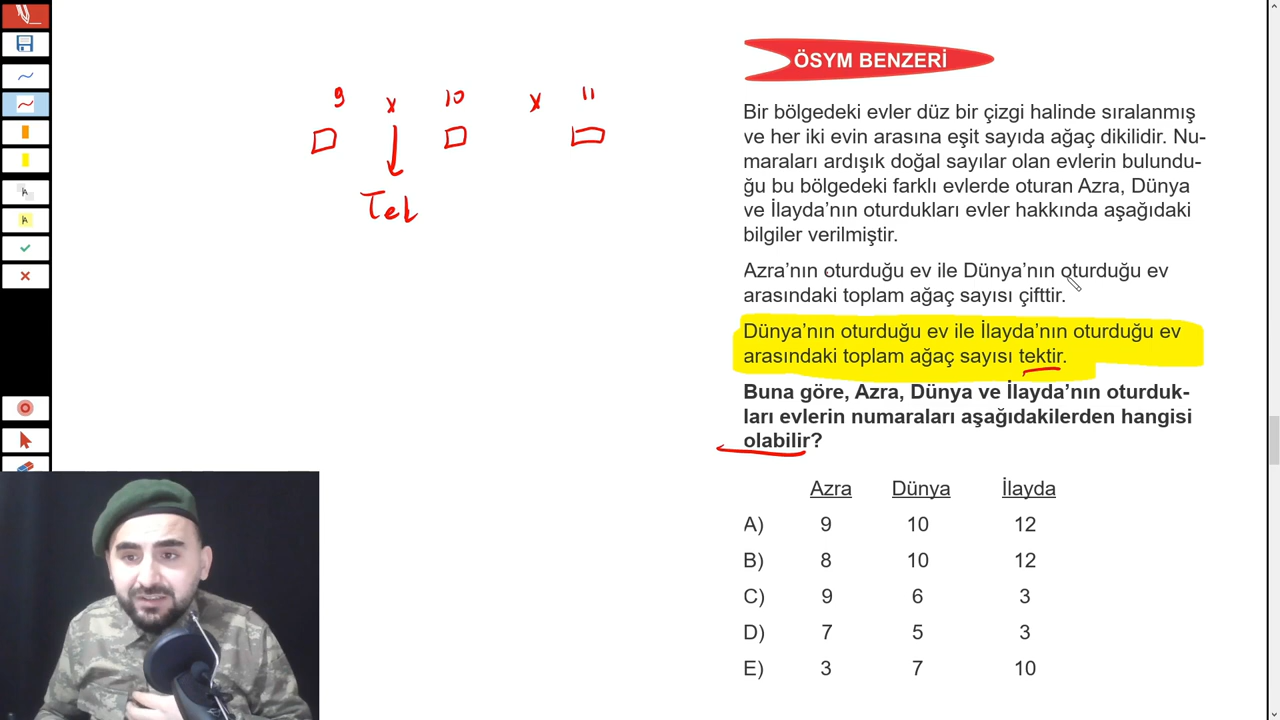 9 x 10 x 11
Tek
ÖSYM BENZERİ
Bir bölgedeki evler düz bir çizgi halinde sıralanmış
ve her iki evin arasına eşit sayıda ağaç dikilidir. Nu-
maraları ardışık doğal sayılar olan evlerin bulundu-
ğu bu bölgedeki farklı evlerde oturan Azra, Dünya
ve İlayda’nın oturdukları evler hakkında aşağıdaki
bilgiler verilmiştir.
Azra’nın oturduğu ev ile Dünya’nın oturduğu ev
arasındaki toplam ağaç sayısı çifttir.
Dünya’nın oturduğu ev ile İlayda’nın oturduğu ev
arasındaki toplam ağaç sayısı tektir.
Buna göre, Azra, Dünya ve İlayda’nın oturduk-
ları evlerin numaraları aşağıdakilerden hangisi
olabilir?
Azra Dünya İlayda
A) 9 10 12
B) 8 10 12
C) 9 6 3
D) 7 5 3
E) 3 7 10